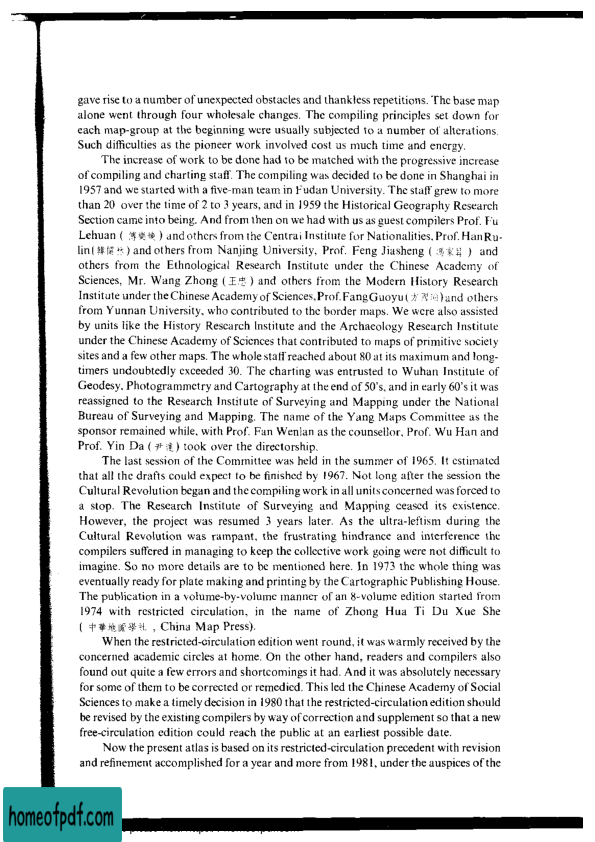 gave rise to a number of unexpected obstacles and thankless repetitions. The base map
alone went through four wholesale changes. The compiling principles set down for
each map-group at the beginning were usually subjected to a number of alterations.
Such difficulties as the pioneer work involved cost us much time and energy.
The increase of work to be done had to be matched with the progressive increase
of compiling and charting staff. The compiling was decided to be done in Shanghai in
1957 and we started with a five-man team in Fudan University. The staff grew to more
than 20 over the time of 2 to 3 years, and in 1959 the Historical Geography Research
Section came into being. And from then on we had with us as guest compilers Prof. Fu
Lehuan (傅樂煥) and others from the Central Institute for Nationalities, Prof. Han Ru-
lin(韓儒林) and others from Nanjing University, Prof. Feng Jiasheng (馮家昇) and
others from the Ethnological Research Institute under the Chinese Academy of
Sciences, Mr. Wang Zhong (王忠) and others from the Modern History Research
Institute under the Chinese Academy of Sciences, Prof. Fang Guoyu (方) and others
from Yunnan University, who contributed to the border maps. We were also assisted
by units like the History Research Institute and the Archaeology Research Institute
under the Chinese Academy of Sciences that contributed to maps of primitive society
sites and a few other maps. The whole staff reached about 80 at its maximum and long-
timers undoubtedly exceeded 30. The charting was entrusted to Wuhan Institute of
Geodesy, Photogrammetry and Cartography at the end of 50's, and in early 60's it was
reassigned to the Research Institute of Surveying and Mapping under the National
Bureau of Surveying and Mapping. The name of the Yang Maps Committee as the
sponsor remained while, with Prof. Fan Wenlan as the counsellor, Prof. Wu Han and
Prof. Yin Da (尹達) took over the directorship.
The last session of the Committee was held in the summer of 1965. It estimated
that all the drafts could expect to be finished by 1967. Not long after the session the
Cultural Revolution began and the compiling work in all units concerned was forced to
a stop. The Research Institute of Surveying and Mapping ceased its existence.
However, the project was resumed 3 years later. As the ultra-leftism during the
Cultural Revolution was rampant, the frustrating hindrance and interference the
compilers suffered in managing to keep the collective work going were not difficult to
imagine. So no more details are to be mentioned here. In 1973 the whole thing was
eventually ready for plate making and printing by the Cartographic Publishing House.
The publication in a volume-by-volume manner of an 8-volume edition started from
1974 with restricted circulation, in the name of Zhong Hua Ti Du Xue She
(中華地圖學社, China Map Press).
When the restricted-circulation edition went round, it was warmly received by the
concerned academic circles at home. On the other hand, readers and compilers also
found out quite a few errors and shortcomings it had. And it was absolutely necessary
for some of them to be corrected or remedied. This led the Chinese Academy of Social
Sciences to make a timely decision in 1980 that the restricted-circulation edition should
be revised by the existing compilers by way of correction and supplement so that a new
free-circulation edition could reach the public at an earliest possible date.
Now the present atlas is based on its restricted-circulation precedent with revision
and refinement accomplished for a year and more from 1981, under the auspices of the
homeofpdf.com